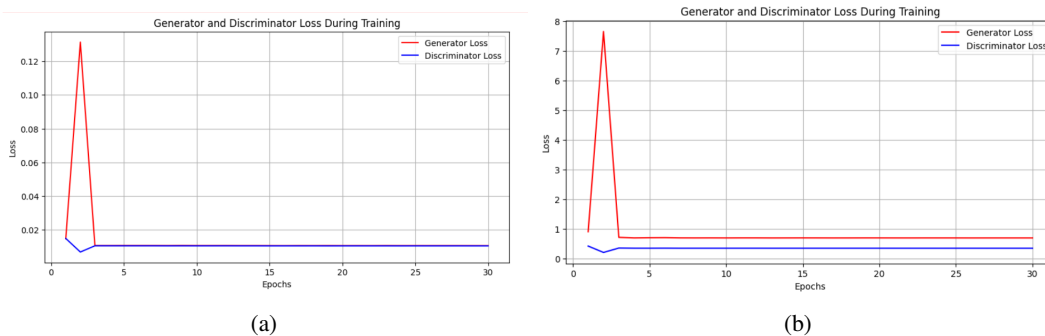 Generator and Discriminator Loss During Training
Generator Loss
Discriminator Loss
0.12
0.10
0.08
0.06
0.04
0.02
Loss
0 5 10 15 20 25 30
Epochs
(a)
Generator and Discriminator Loss During Training
Generator Loss
Discriminator Loss
8
7
6
5
4
3
2
1
0
Loss
0 5 10 15 20 25 30
Epochs
(b)